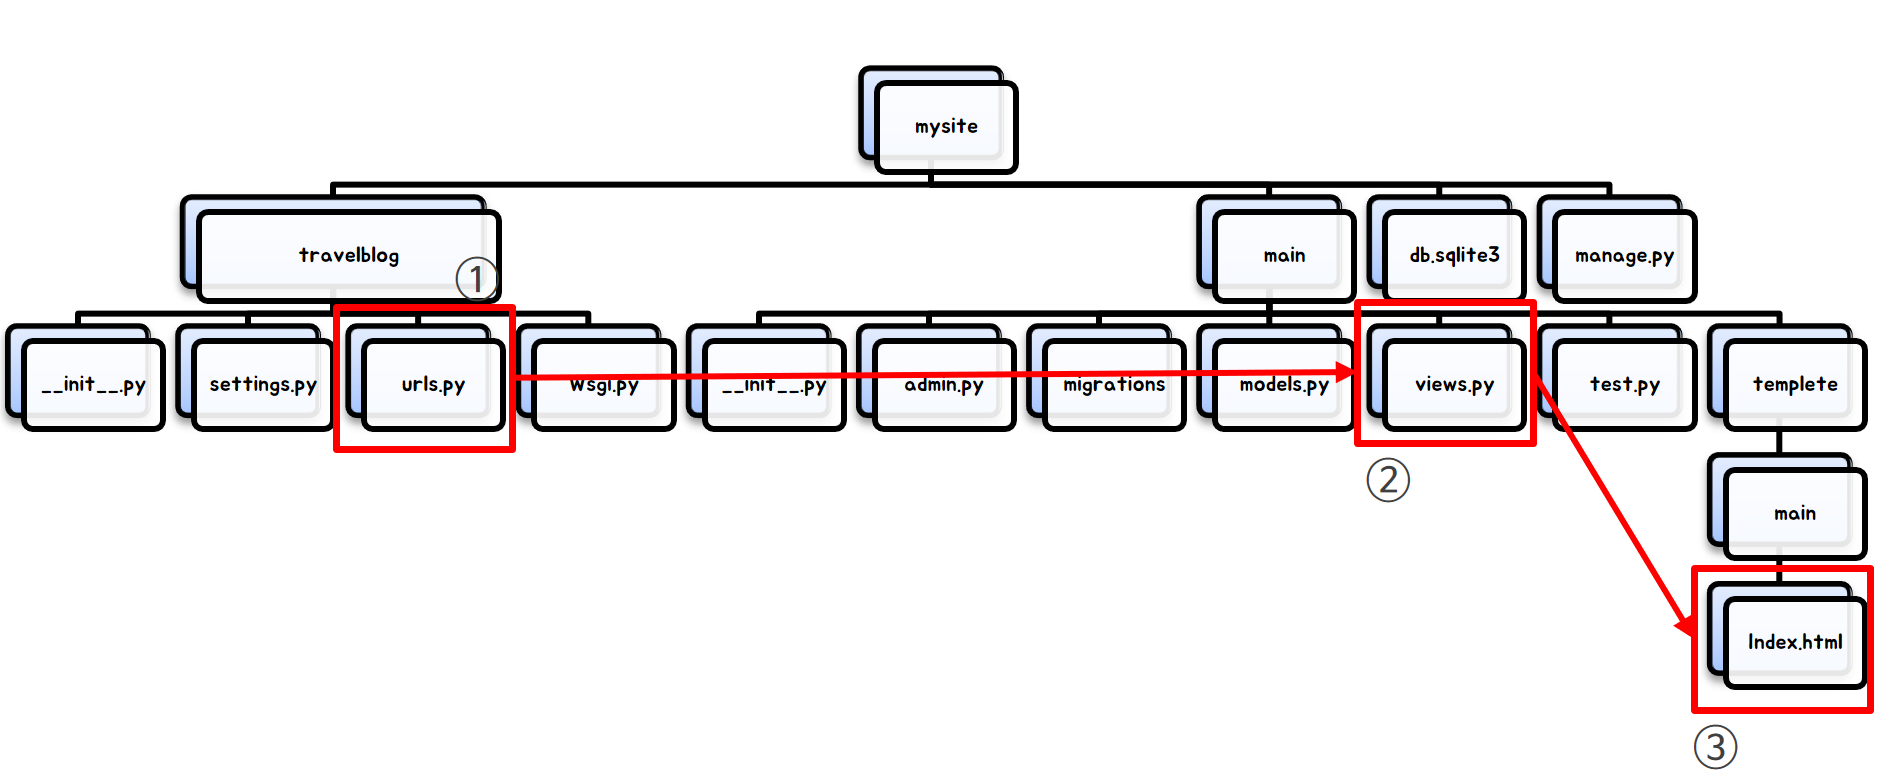 mysite
travelblog
main
db.sqlite3
manage.py
①
__init__.py
settings.py
urls.py
wsgi.py
__init__.py
admin.py
migrations
models.py
views.py
test.py
templete
②
main
Index.html
③